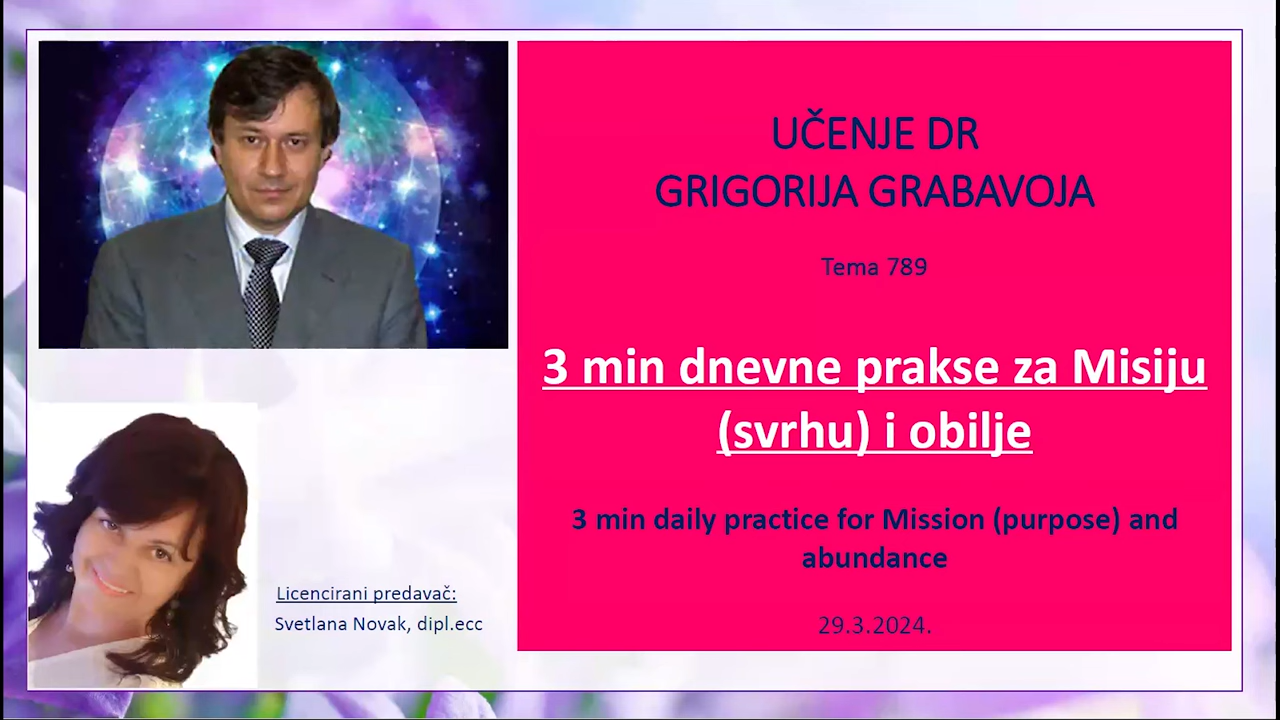 UČENJE DR
GRIGORIJA GRABAVOJA
Tema 789
3 min dnevne prakse za Misiju
(svrhu) i obilje
3 min daily practice for Mission (purpose) and
abundance
29.3.2024.
Licencirani predavač:
Svetlana Novak, dipl.ecc